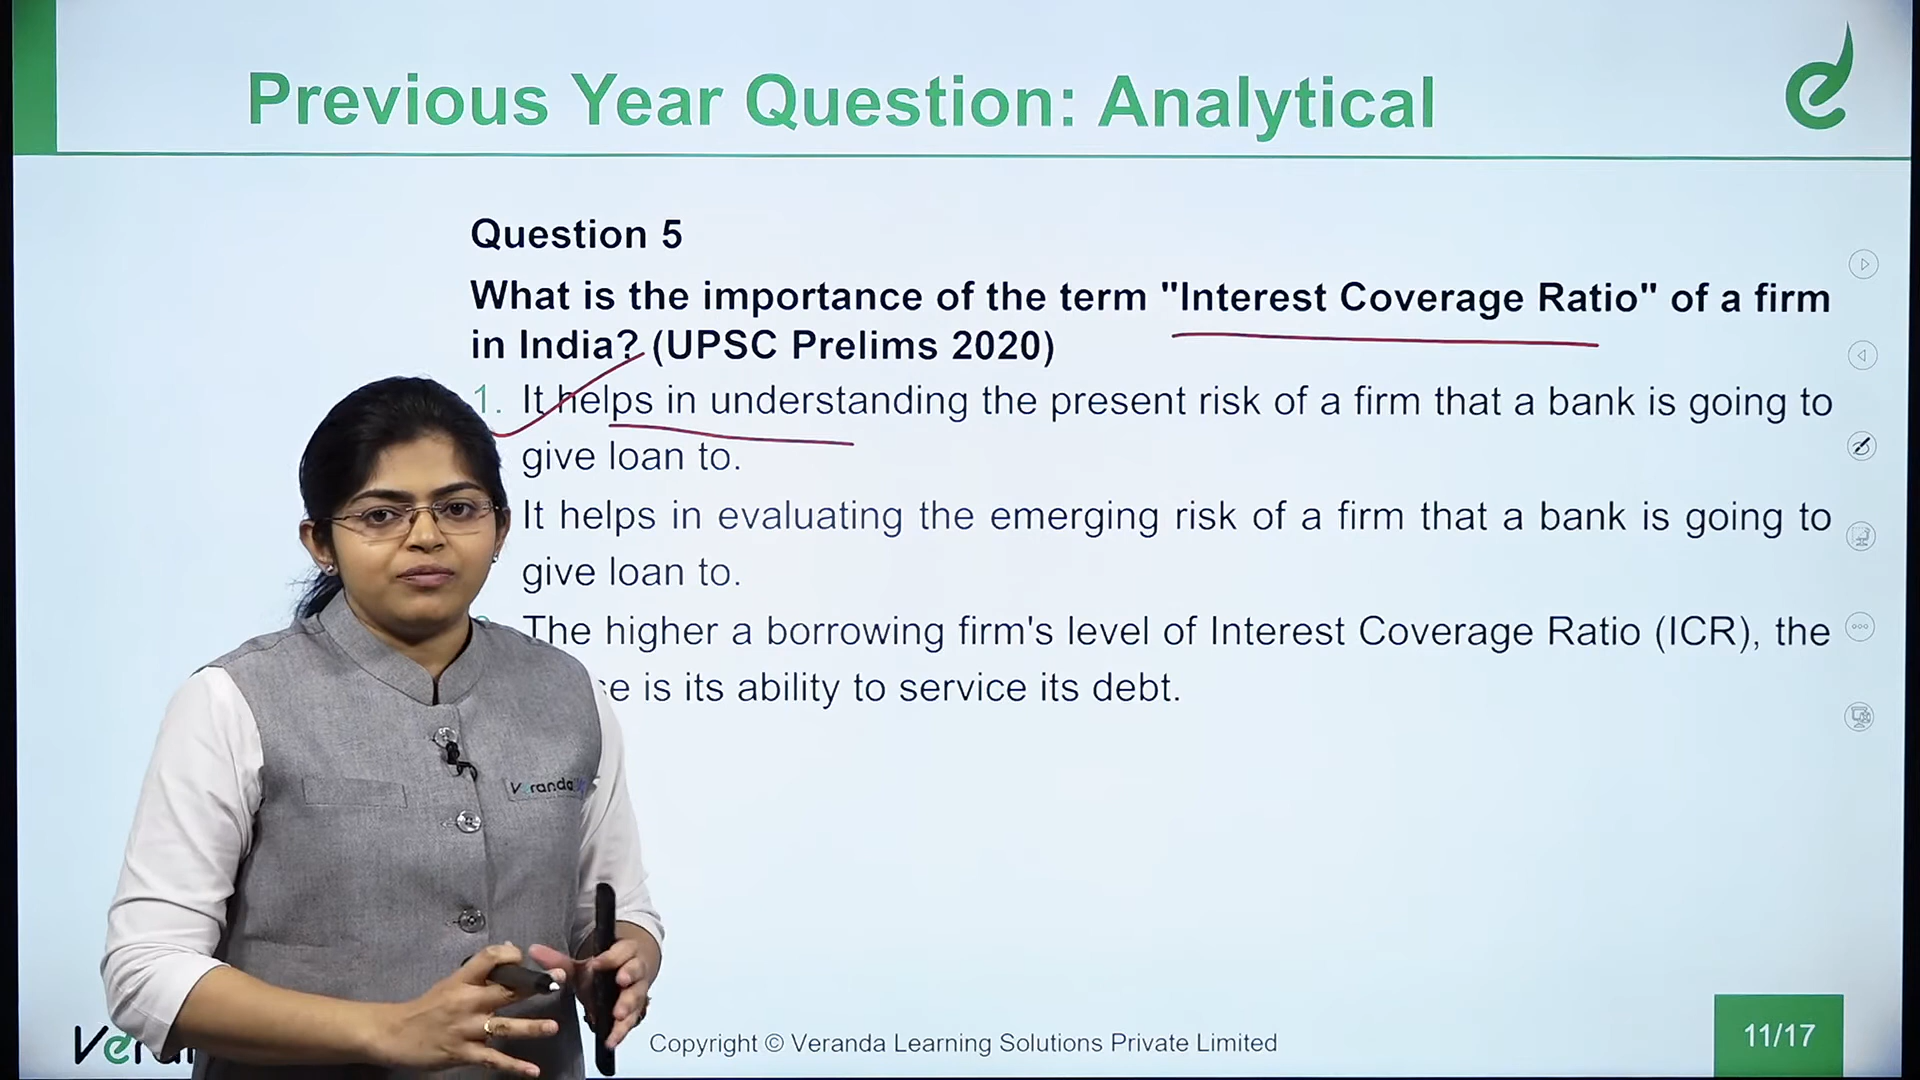 Previous Year Question: Analytical
Question 5
What is the importance of the term "Interest Coverage Ratio" of a firm
in India? (UPSC Prelims 2020)
1. It helps in understanding the present risk of a firm that a bank is going to
give loan to.
It helps in evaluating the emerging risk of a firm that a bank is going to
give loan to.
The higher a borrowing firm's level of Interest Coverage Ratio (ICR), the
is its ability to service its debt.
Veranda
Copyright © Veranda Learning Solutions Private Limited
11/17